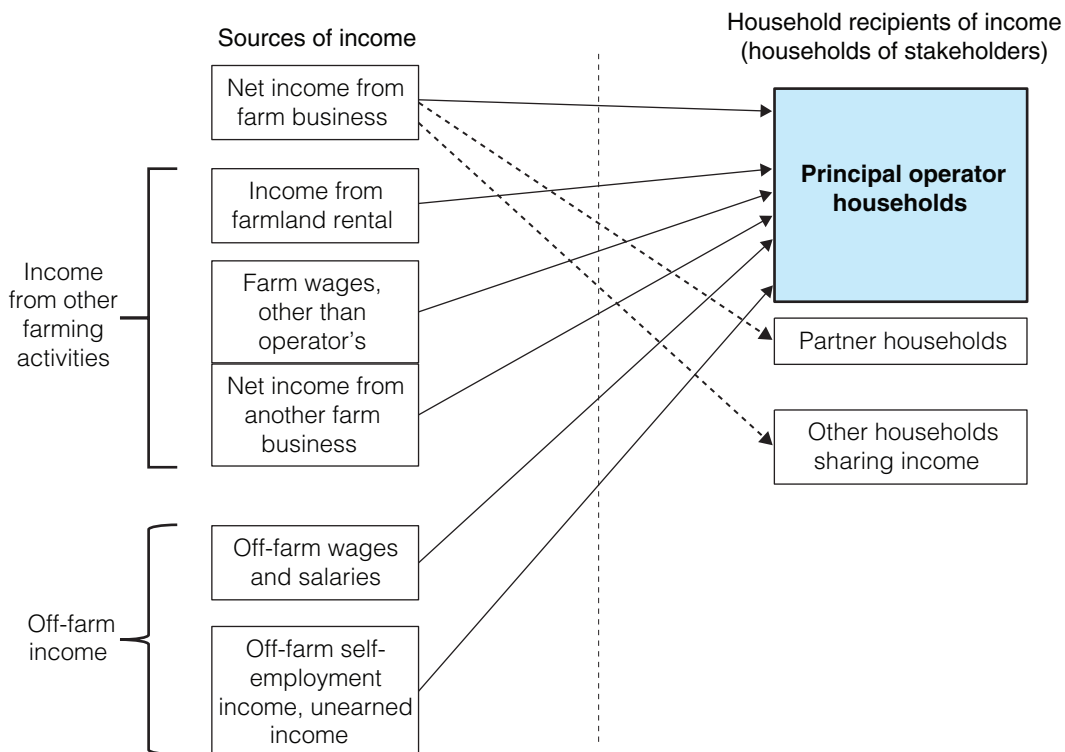 Sources of income
Household recipients of income
(households of stakeholders)
Net income from
farm business
Principal operator
households
Income from
farmland rental
Income
from other
farming
activities
Farm wages,
other than
operator's
Partner households
Net income from
another farm
business
Other households
sharing income
Off-farm
income
Off-farm wages
and salaries
Off-farm self-
employment
income, unearned
income